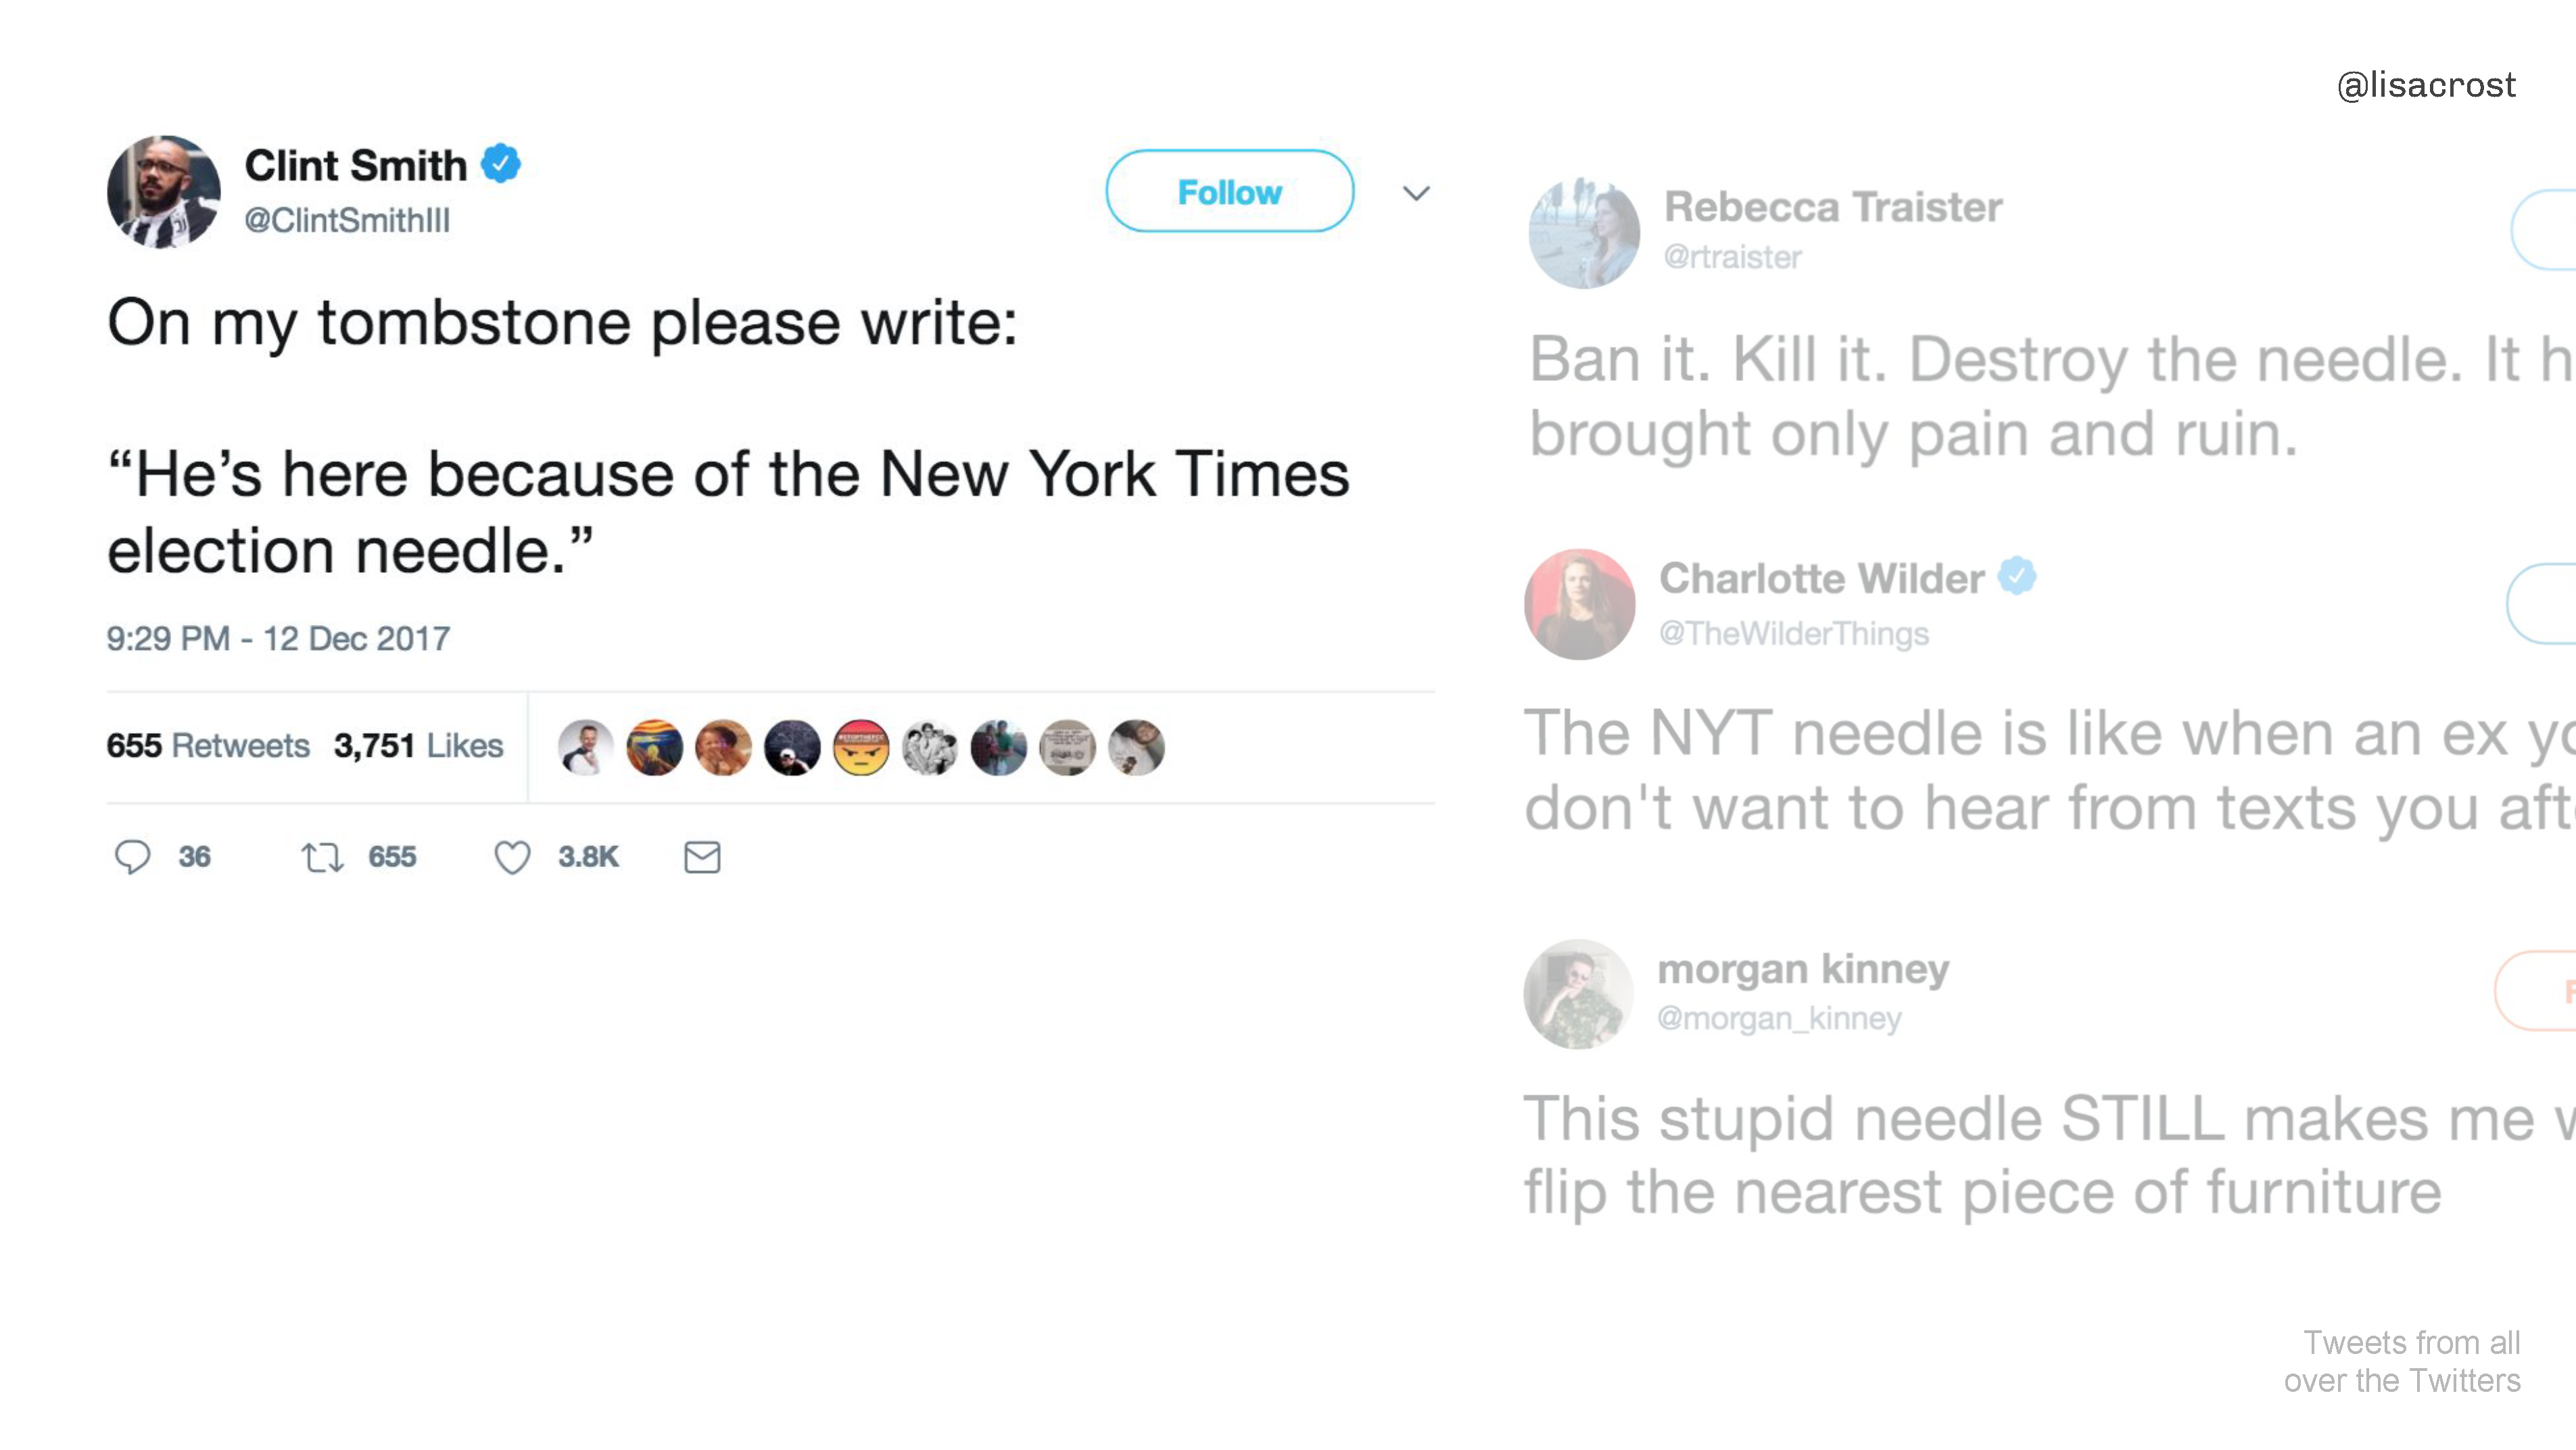 @lisacrost
Clint Smith
@ClintSmithIII
Follow
On my tombstone please write:
“He’s here because of the New York Times
election needle.”
9:29 PM - 12 Dec 2017
655 Retweets 3,751 Likes
36 655 3.8K
Rebecca Traister
@rtraister
Ban it. Kill it. Destroy the needle. It h
brought only pain and ruin.
Charlotte Wilder
@TheWilderThings
The NYT needle is like when an ex yo
don't want to hear from texts you aft
morgan kinney
@morgan_kinney
This stupid needle STILL makes me
flip the nearest piece of furniture
Tweets from all
over the Twitters